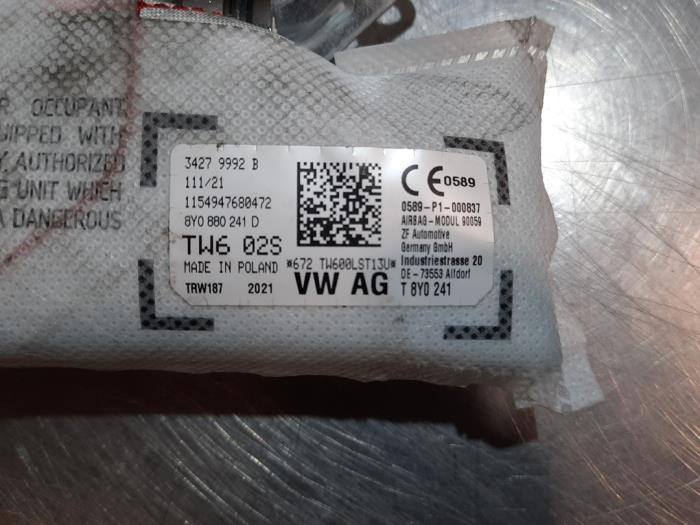 OCCUPANT
WITH
AUTHORIZED
UNIT WHICH
A DANGEROUS
3427 9992 B
111/21
1154947680472
8Y0 880 241 D
TW6 02S
MADE IN POLAND
TRW187 2021
*672 TW600LST13U*
VW AG
CE 0589
0589-P1-000837
AIRBAG-MODUL 90059
ZF Automotive
Germany GmbH
Industriestrasse 20
DE-73553 Alfdorf
T 8Y0 241